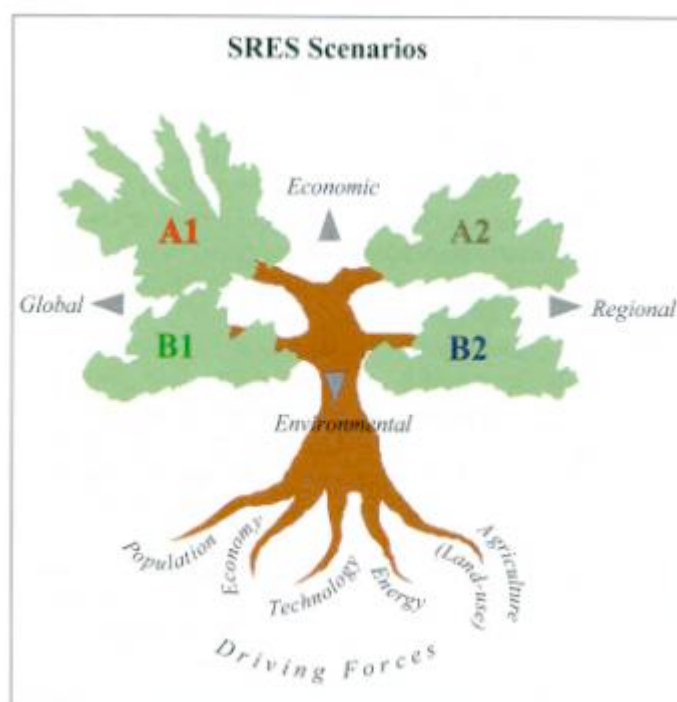 SRES Scenarios
Economic
A1
A2
Global
Regional
B1
B2
Environmental
Population
Economy
Technology
Energy
(Land-use)
Agriculture
Driving Forces